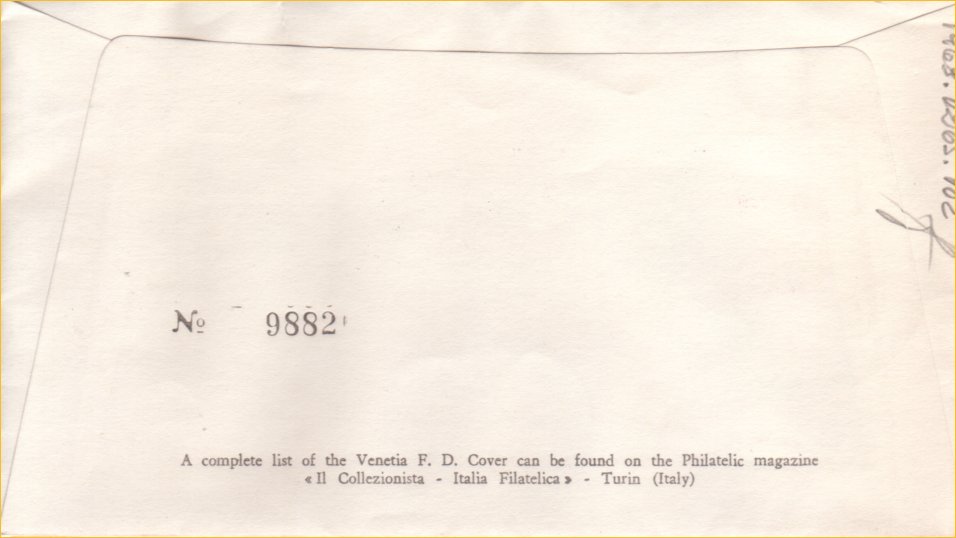 Nº 9882
A complete list of the Venetia F. D. Cover can be found on the Philatelic magazine
« Il Collezionista - Italia Filatelica » - Turin (Italy)